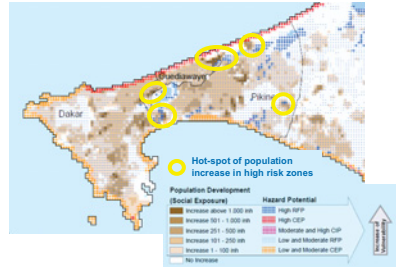 Guediawaye
Dakar
Pikine
Hot-spot of population
increase in high risk zones
Population Development
(Social Exposure)
Hazard Potential
Increase above 1.000 inh
High RFP
Increase 501 - 1.000 inh
High CEP
Increase 251 - 500 inh
Moderate and High CIP
Increase 101 - 250 inh
Low and Moderate RFP
Increase 1 - 100 inh
Low and Moderate CEP
No Increase
Increase of
Vulnerability